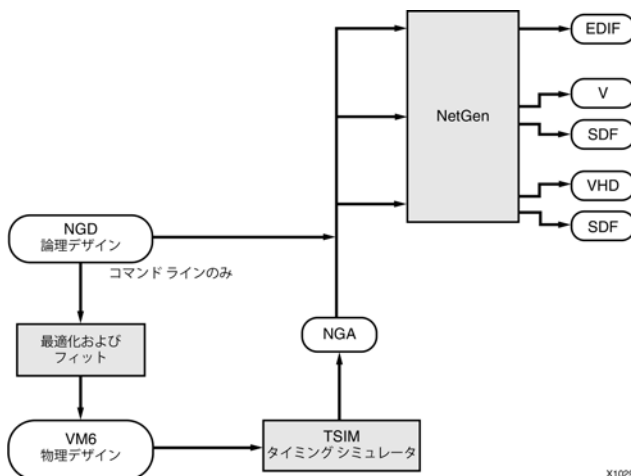 EDIF
V
NetGen
SDF
VHD
SDF
NGD
論理デザイン
コマンド ラインのみ
最適化および
フィット
NGA
VM6
物理デザイン
TSIM
タイミング シミュレータ